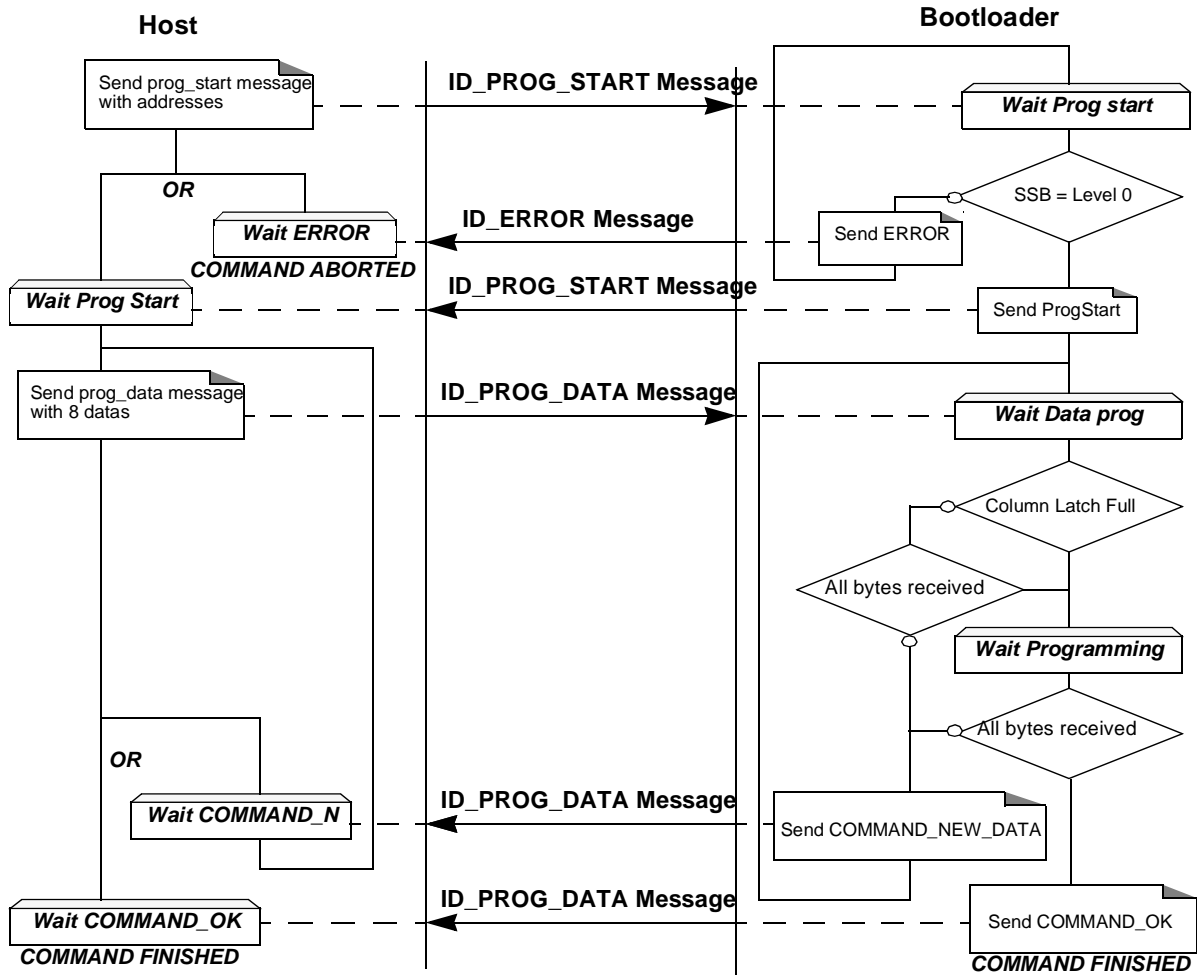 Host
Bootloader
Send prog_start message
with addresses
ID_PROG_START Message
Wait Prog start
OR
SSB = Level 0
Wait ERROR
ID_ERROR Message
Send ERROR
COMMAND ABORTED
Wait Prog Start
ID_PROG_START Message
Send ProgStart
Send prog_data message
with 8 datas
ID_PROG_DATA Message
Wait Data prog
Column Latch Full
All bytes received
Wait Programming
All bytes received
OR
Wait COMMAND_N
ID_PROG_DATA Message
Send COMMAND_NEW_DATA
Wait COMMAND_OK
ID_PROG_DATA Message
Send COMMAND_OK
COMMAND FINISHED
COMMAND FINISHED